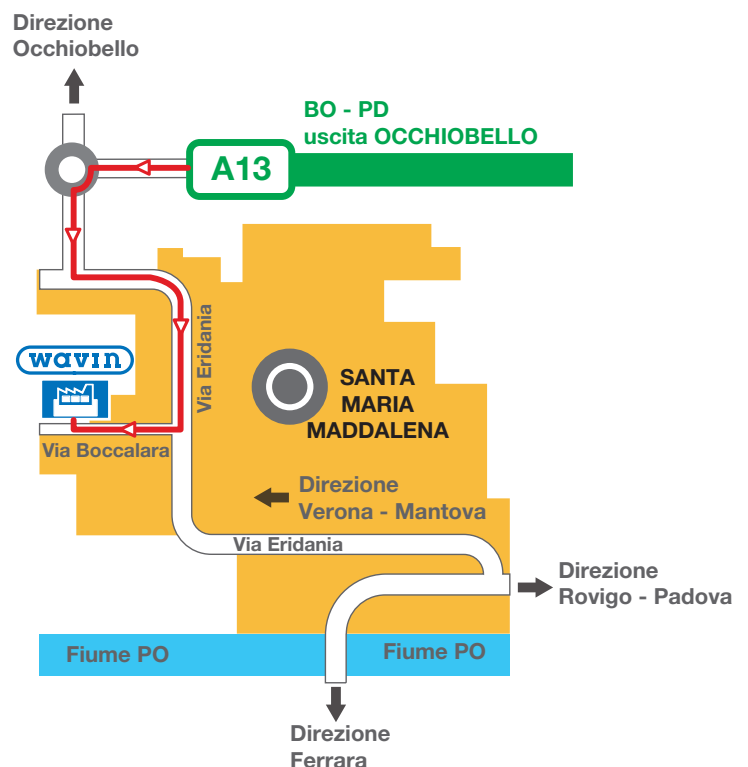 Direzione
Occhiobello
BO - PD
uscita OCCHIOBELLO
A13
Via Eridania
wavin
SANTA
MARIA
MADDALENA
Via Boccalara
Direzione
Verona - Mantova
Via Eridania
Direzione
Rovigo - Padova
Fiume PO
Fiume PO
Direzione
Ferrara